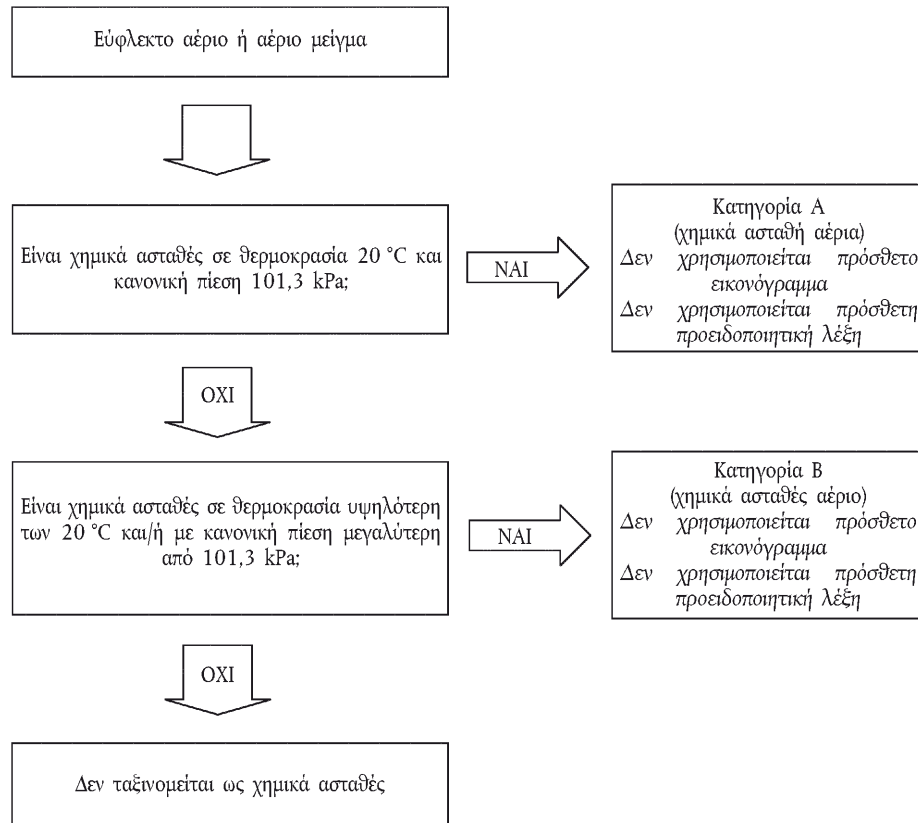 Εύφλεκτο αέριο ή αέριο μείγμα
Είναι χημικά ασταθές σε θερμοκρασία 20 °C και
κανονική πίεση 101,3 kPa;
ΝΑΙ
Κατηγορία Α
(χημικά ασταθή αέρια)
Δεν χρησιμοποιείται πρόσθετο
εικονόγραμμα
Δεν χρησιμοποιείται πρόσθετη
προειδοποιητική λέξη
ΟΧΙ
Είναι χημικά ασταθές σε θερμοκρασία υψηλότερη
των 20 °C και/ή με κανονική πίεση μεγαλύτερη
από 101,3 kPa;
ΝΑΙ
Κατηγορία Β
(χημικά ασταθές αέριο)
Δεν χρησιμοποιείται πρόσθετο
εικονόγραμμα
Δεν χρησιμοποιείται πρόσθετη
προειδοποιητική λέξη
ΟΧΙ
Δεν ταξινομείται ως χημικά ασταθές